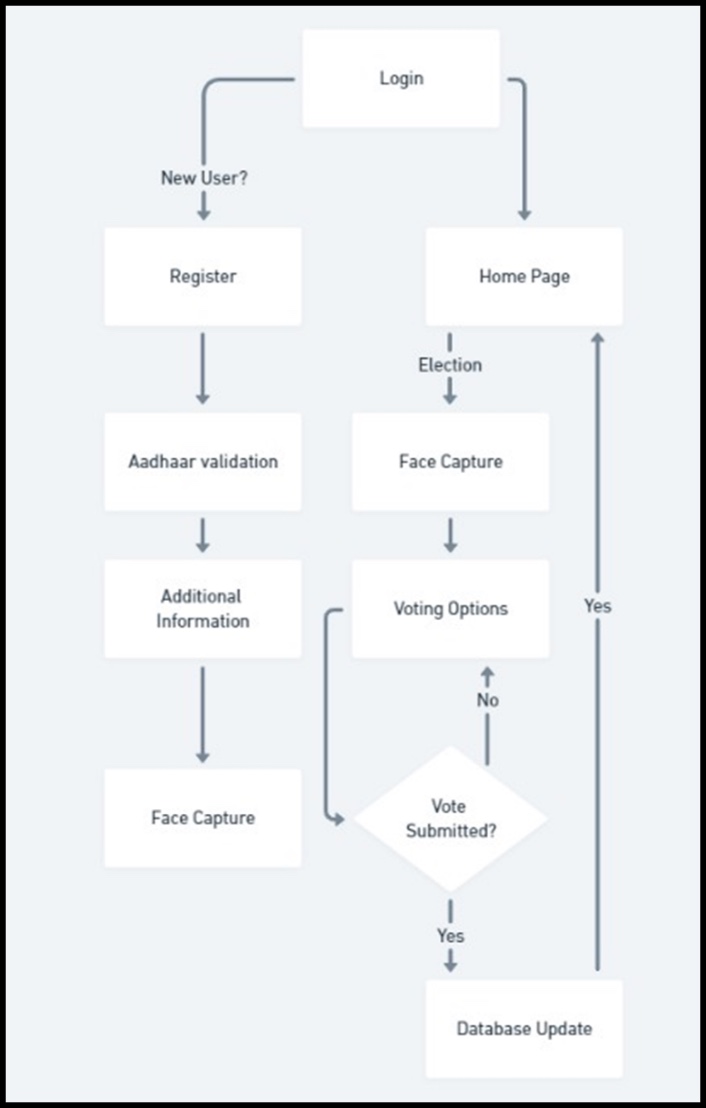 Login
New User?
Register
Home Page
Election
Aadhaar validation
Face Capture
Additional
Information
Voting Options
Yes
No
Face Capture
Vote
Submitted?
Yes
Database Update